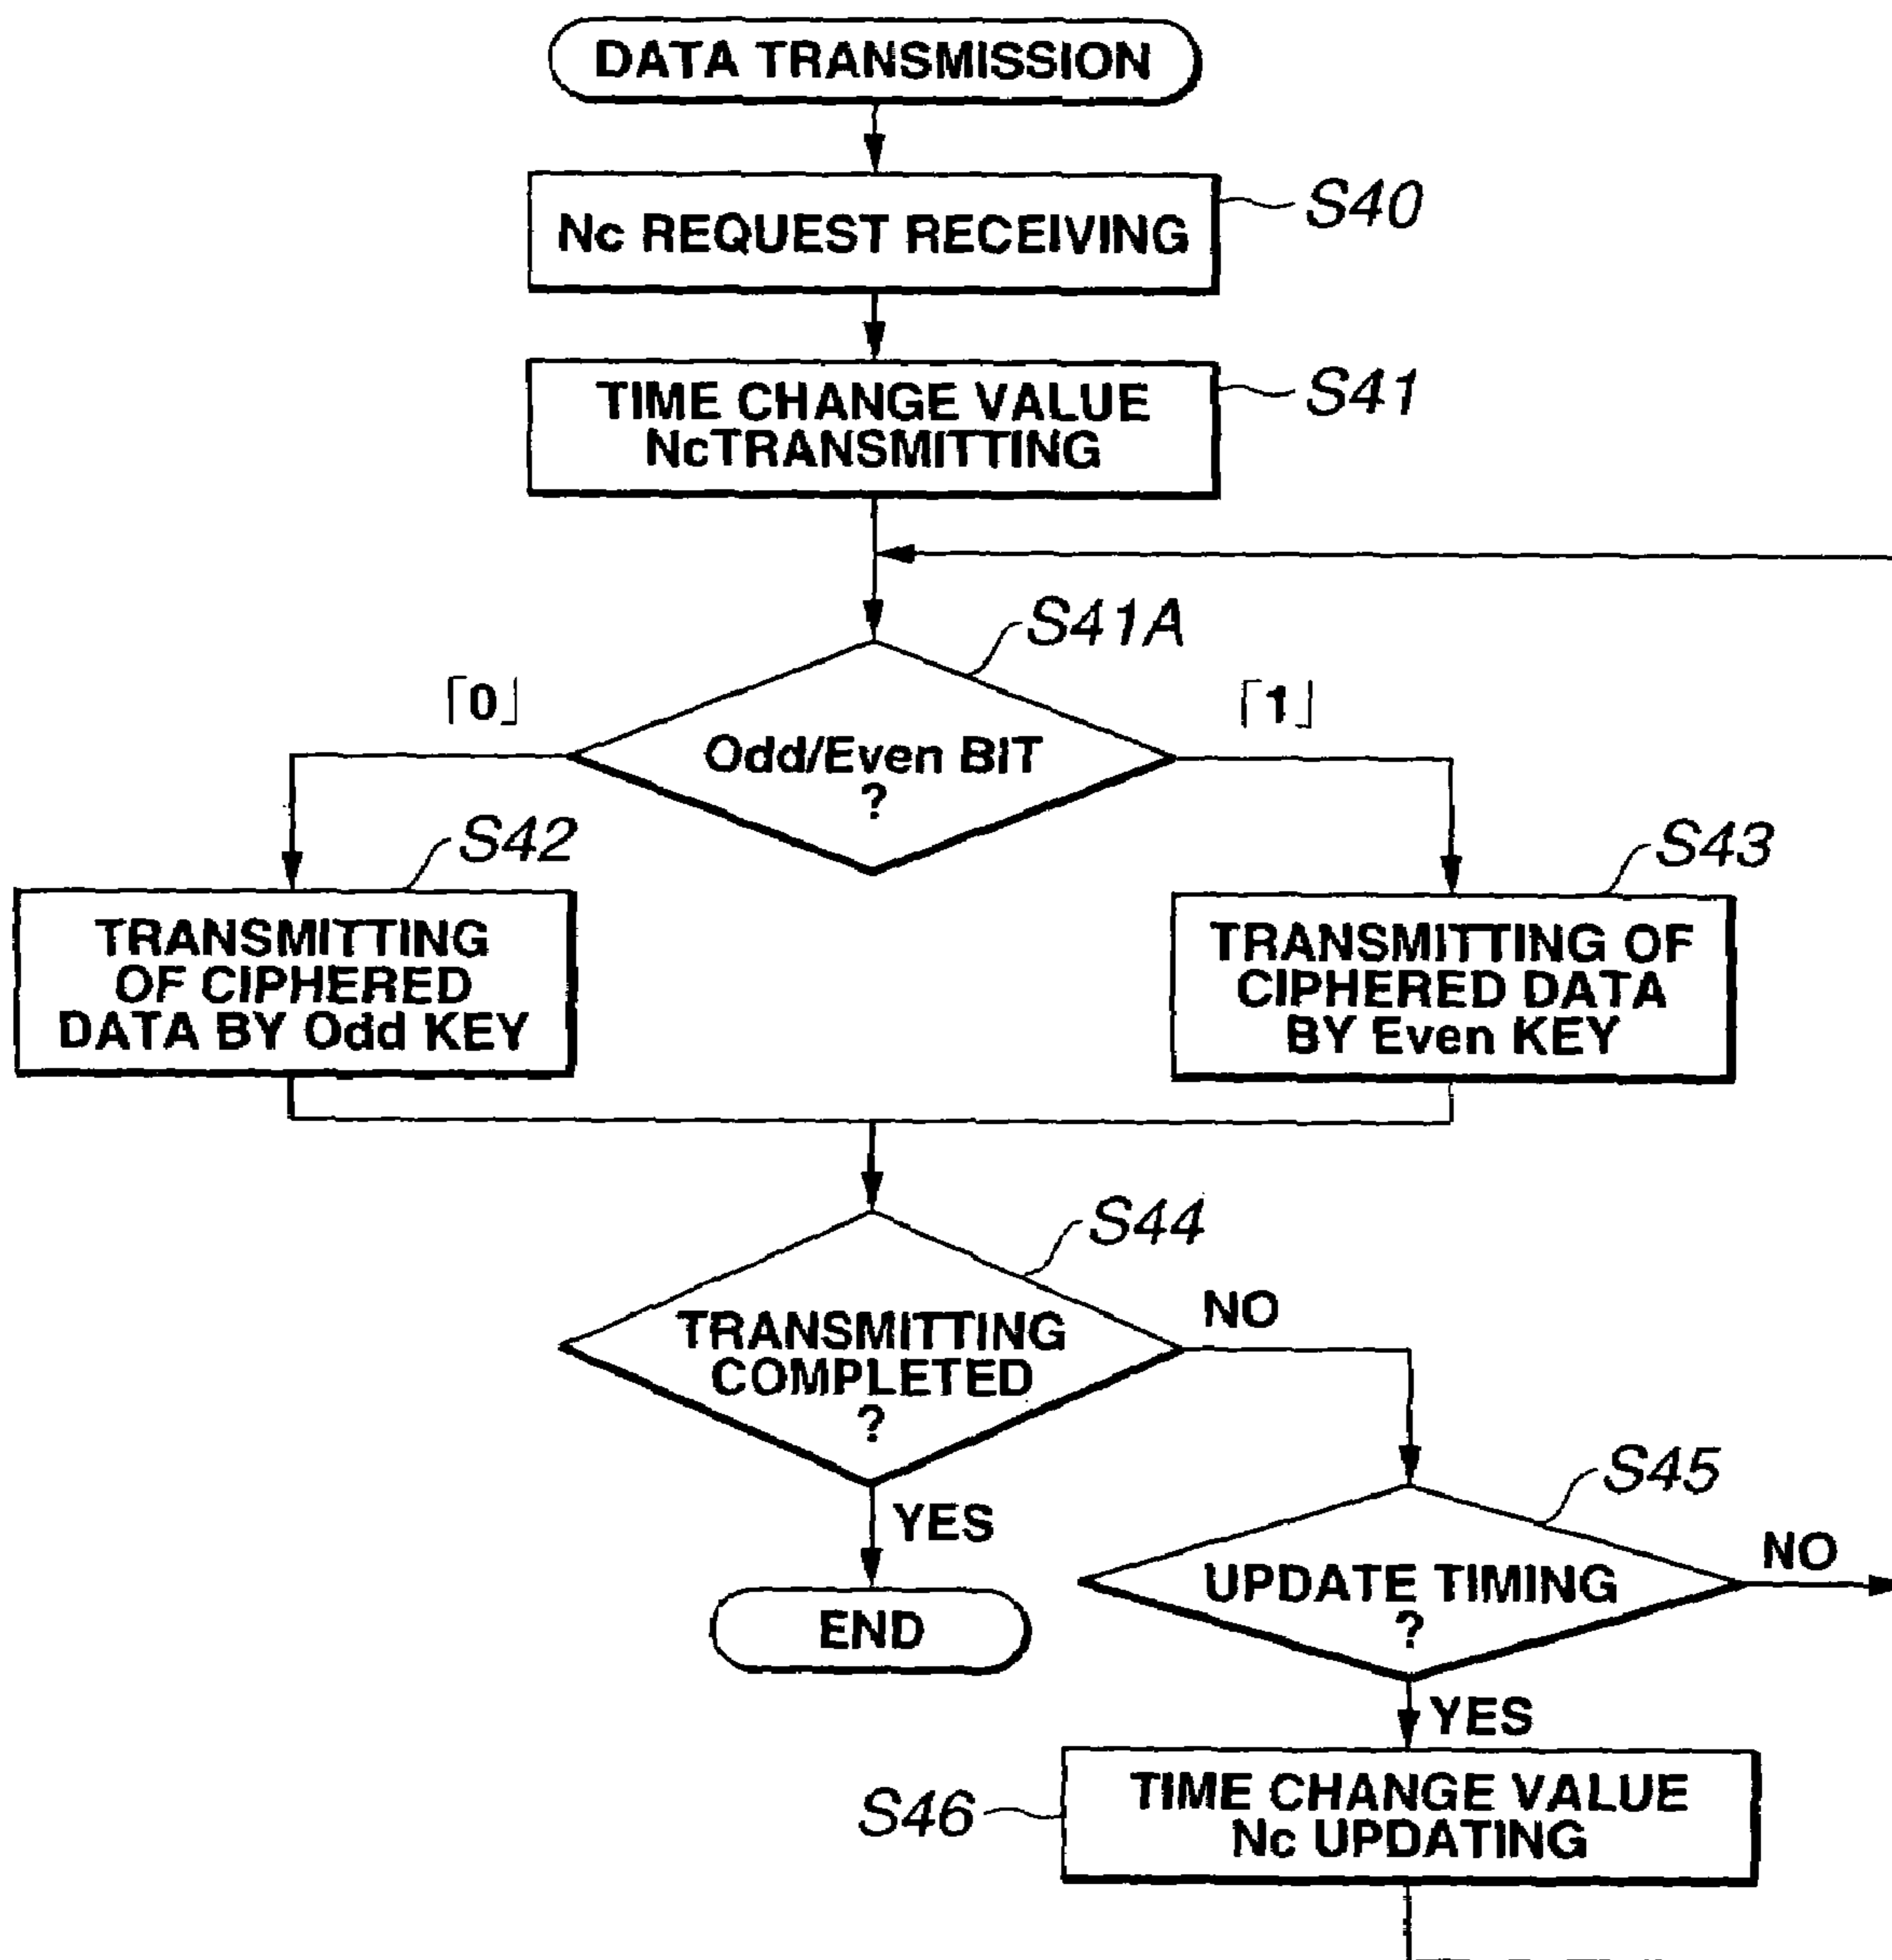 DATA TRANSMISSION
Nc REQUEST RECEIVING
S40
TIME CHANGE VALUE
NcTRANSMITTING
S41
S41A
「0」
「1」
Odd/Even BIT
?
S42
S43
TRANSMITTING
OF CIPHERED
DATA BY Odd KEY
TRANSMITTING OF
CIPHERED DATA
BY Even KEY
S44
NO
TRANSMITTING
COMPLETED
?
S45
YES
NO
UPDATE TIMING
?
END
YES
S46
TIME CHANGE VALUE
Nc UPDATING